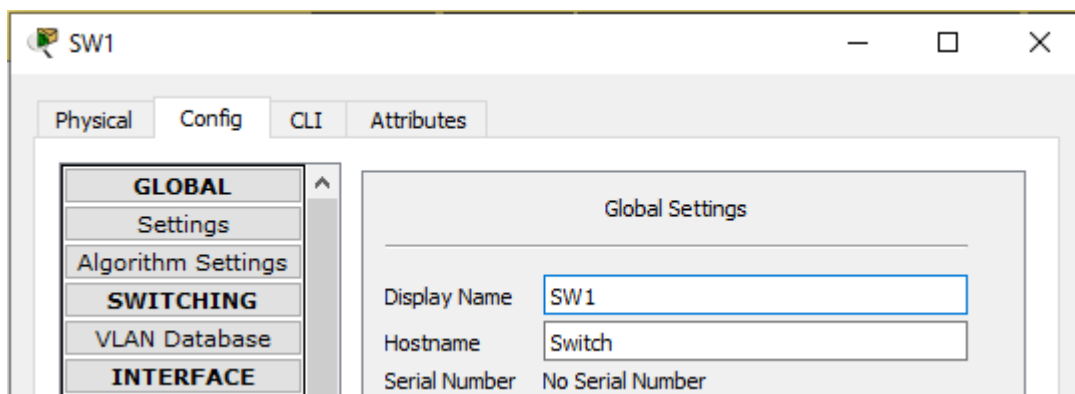 SW1
Physical Config CLI Attributes
GLOBAL
Settings
Algorithm Settings
SWITCHING
VLAN Database
INTERFACE
Global Settings
Display Name SW1
Hostname Switch
Serial Number No Serial Number